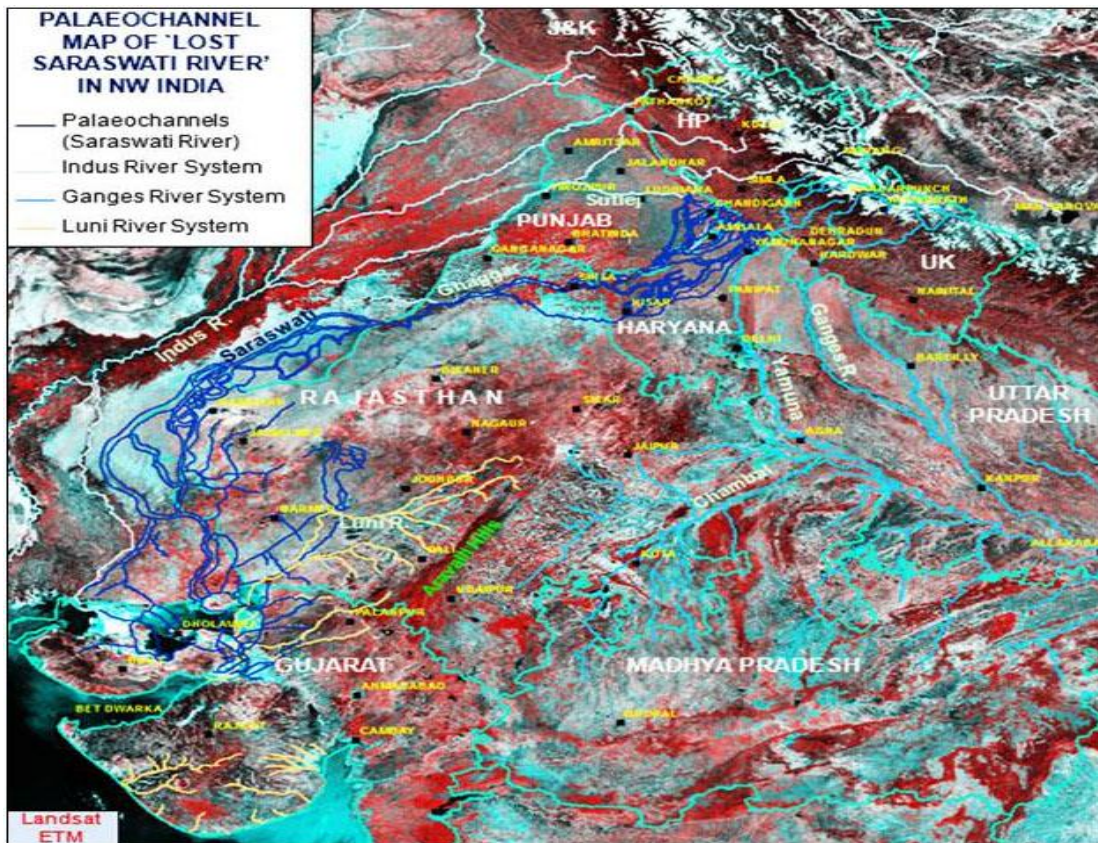 PALAEOCHANNEL
MAP OF 'LOST
SARASWATI RIVER'
IN NW INDIA
Palaeochannels
(Saraswati River)
Indus River System
Ganges River System
Luni River System
J&K
PATHANKOT
HP
AMRITSAR
JALANDHAR
LUDHIANA
SIMLA
Sutlej
CHANDIGARH
PUNJAB
AMBALA
BHATINDA
DEHRADUN
YAMUNANAGAR
HARDWAR
UK
GANGANAGAR
Ghaggar
NAINITAL
PANIPAT
HISAR
Saraswati
Indus R.
HARYANA
DELHI
Ganges R
Yamuna
BAREILLY
BIKANER
RAJASTHAN
SIKAR
UTTAR
PRADESH
NAGAUR
AGRA
JAIPUR
JODHPUR
Chambal
KANPUR
BARMER
Luni R.
PALI
Aravalli Hills
KOTA
UDAIPUR
PALANPUR
DHOLAVIRA
GUJARAT
MADHYA PRADESH
AHMADABAD
BET DWARKA
CAMBAY
Landsat
ETM